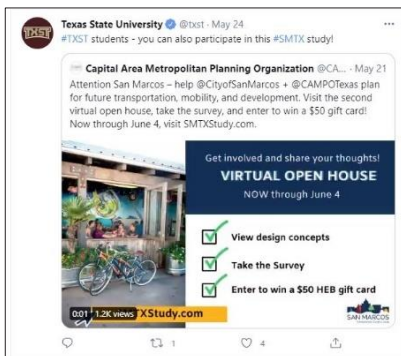 TXST
Texas State University @txst · May 24
#TXST students - you can also participate in this #SMTX study!
Capital Area Metropolitan Planning Organization @CA... · May 21
Attention San Marcos – help @CityofSanMarcos + @CAMPOTexas plan
for future transportation, mobility, and development. Visit the second
virtual open house, take the survey, and enter to win a $50 gift card!
Now through June 4, visit SMTXStudy.com.
Get involved and share your thoughts!
VIRTUAL OPEN HOUSE
NOW through June 4
View design concepts
Take the Survey
Enter to win a $50 HEB gift card
0:01 1.2K views XStudy.com
SAN MARCOS
1 4